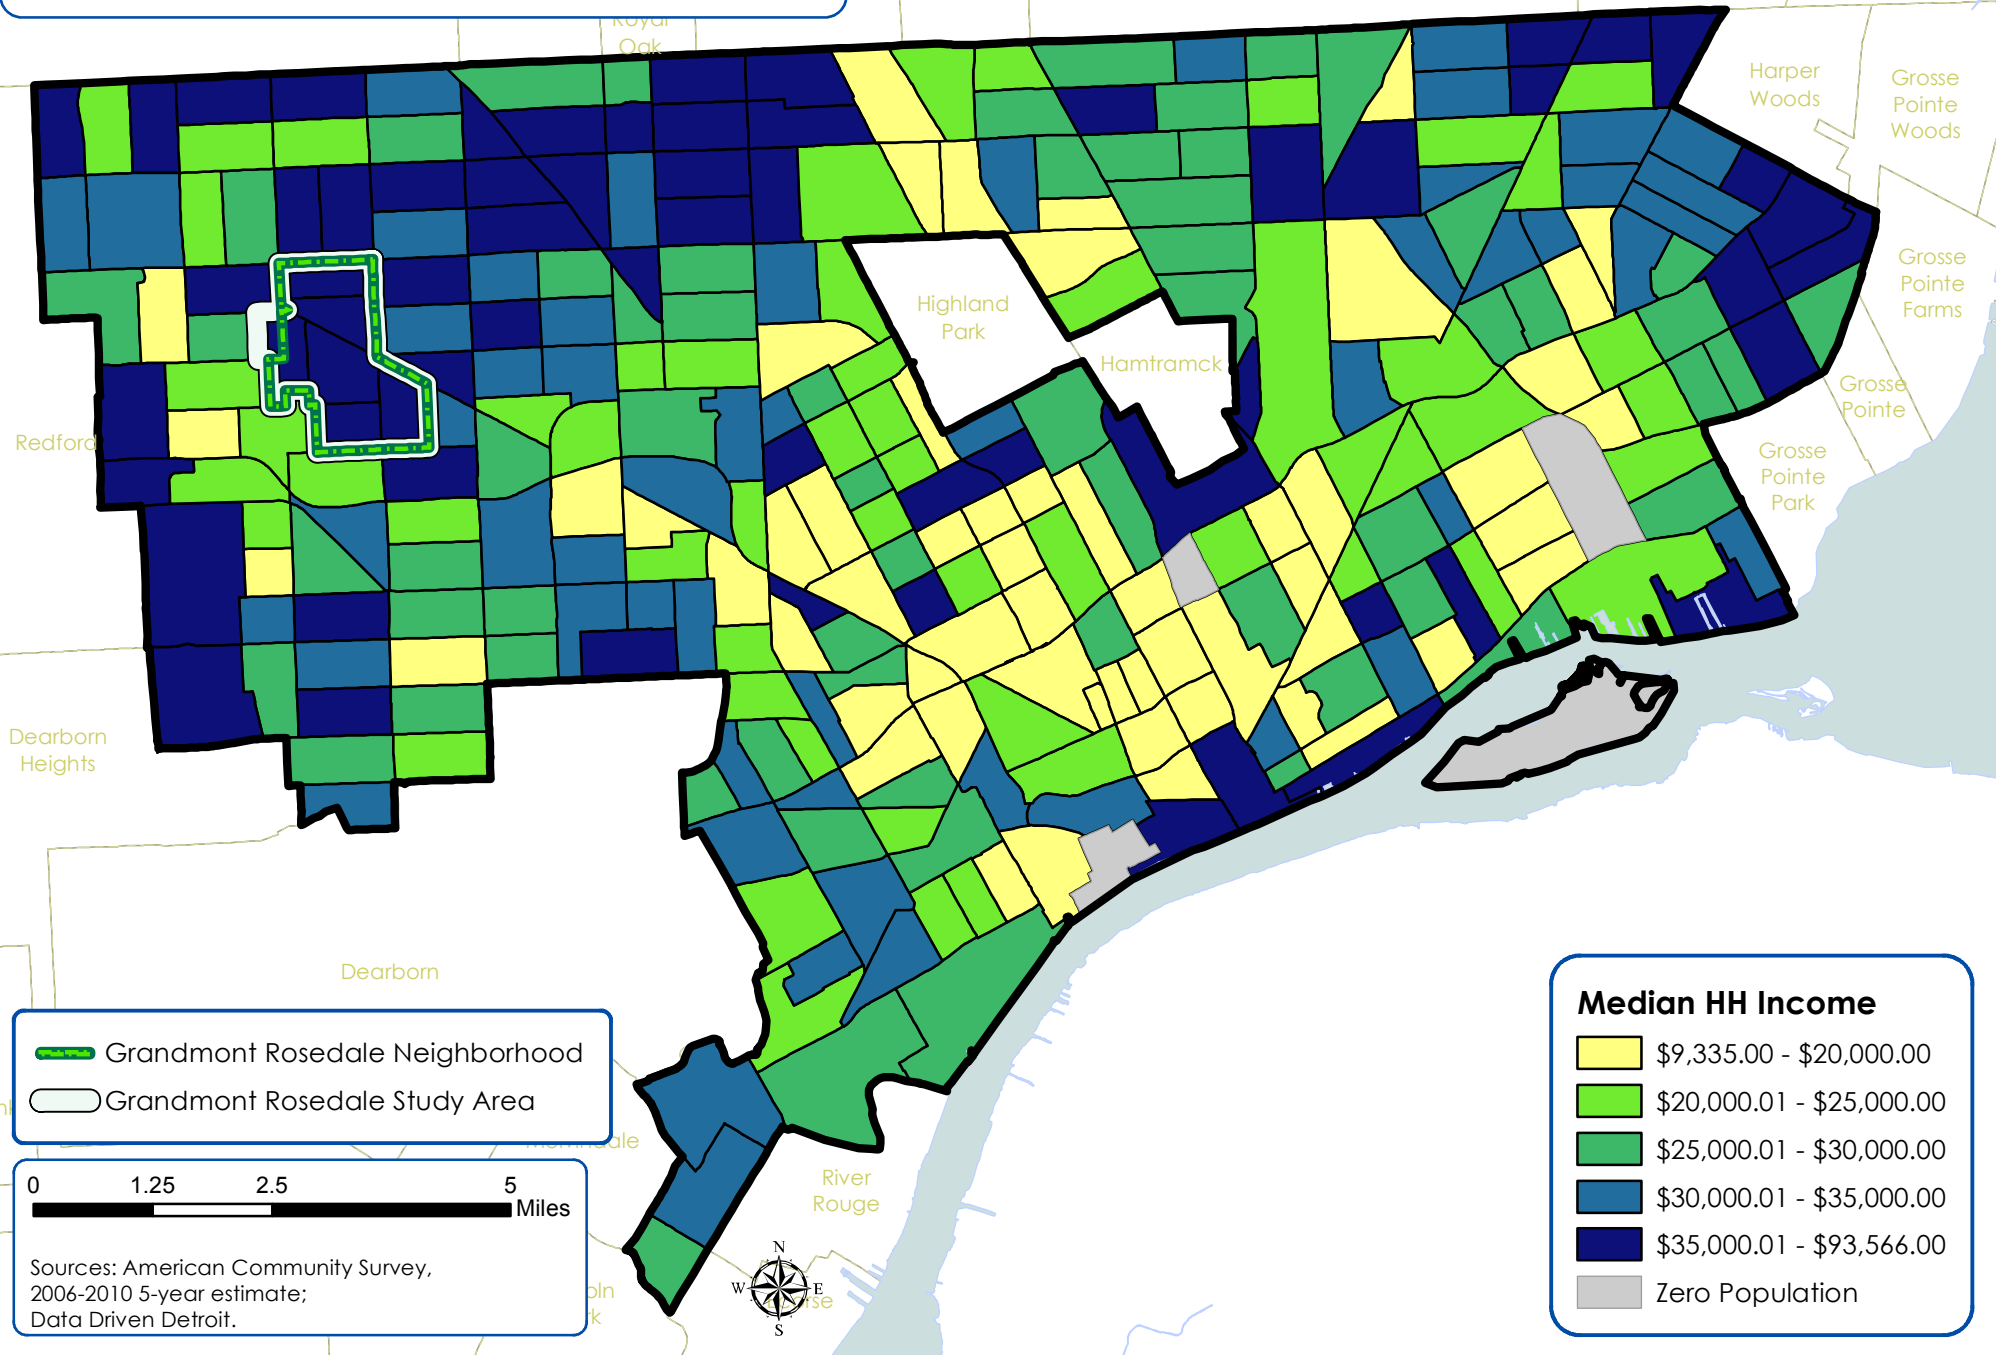 Royal
Oak
Harper
Woods
Grosse
Pointe
Woods
Grosse
Pointe
Farms
Highland
Park
Hamtramck
Grosse
Pointe
Redford
Grosse
Pointe
Park
Dearborn
Heights
Dearborn
Grandmont Rosedale Neighborhood
Grandmont Rosedale Study Area
River
Rouge
0 1.25 2.5 5
Miles
Sources: American Community Survey,
2006-2010 5-year estimate;
Data Driven Detroit.
N
W E
S
Median HH Income
$9,335.00 - $20,000.00
$20,000.01 - $25,000.00
$25,000.01 - $30,000.00
$30,000.01 - $35,000.00
$35,000.01 - $93,566.00
Zero Population